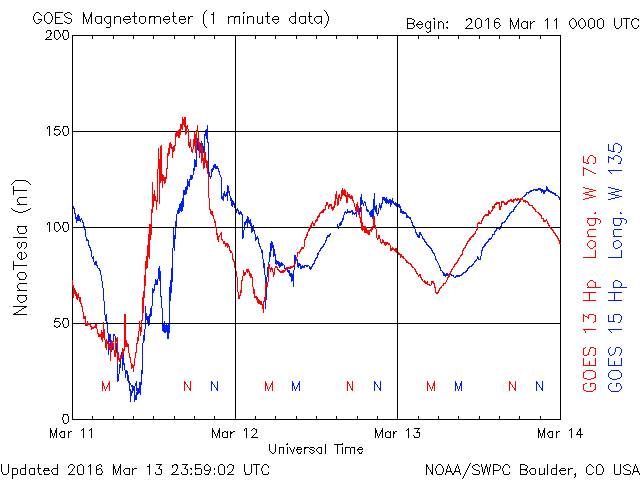 GOES Magnetometer (1 minute data)
Begin: 2016 Mar 11 0000 UTC
200
150
100
50
0
NanoTesla (nT)
M N N M M N N M M N N
Mar 11 Mar 12 Mar 13 Mar 14
Universal Time
GOES 13 Hp Long. W 75
GOES 15 Hp Long. W 135
Updated 2016 Mar 13 23:59:02 UTC
NOAA/SWPC Boulder, CO USA